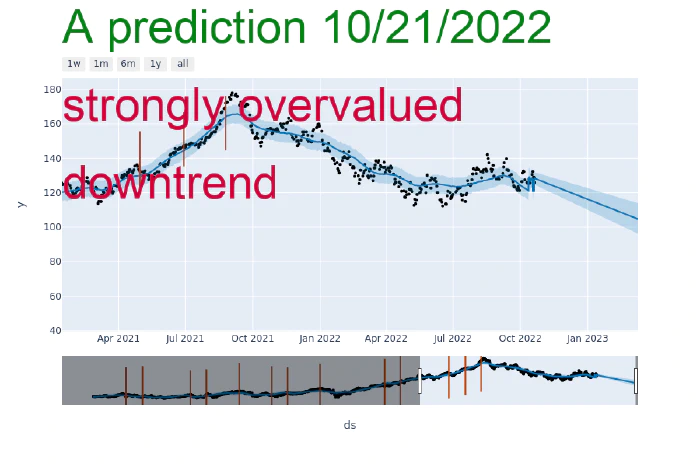 A prediction 10/21/2022
1w 1m 6m 1y all
180
strongly overvalued
160
140
downtrend
120
y
100
80
60
40
Apr 2021 Jul 2021 Oct 2021 Jan 2022 Apr 2022 Jul 2022 Oct 2022 Jan 2023
ds